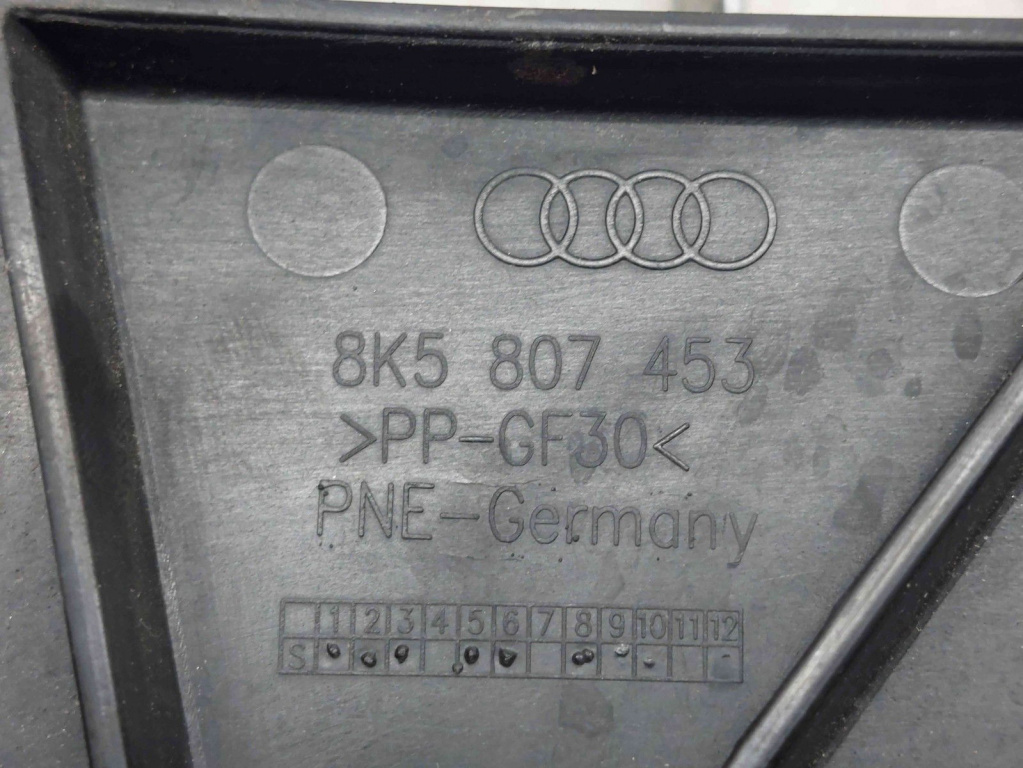 8K5 807 453
>PP-GF30<
PNE-Germany
1 2 3 4 5 6 7 8 9 10 11 12
S